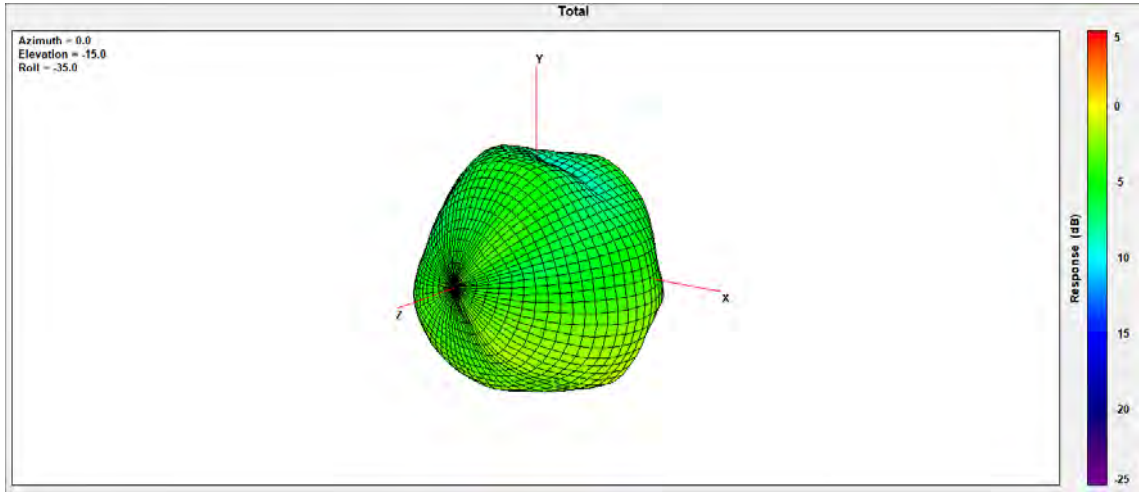 Total
Azimuth = 0.0
Elevation = -15.0
Roll = -35.0
Y
X
Z
5
0
5
10
-15
-20
-25
Response (dB)